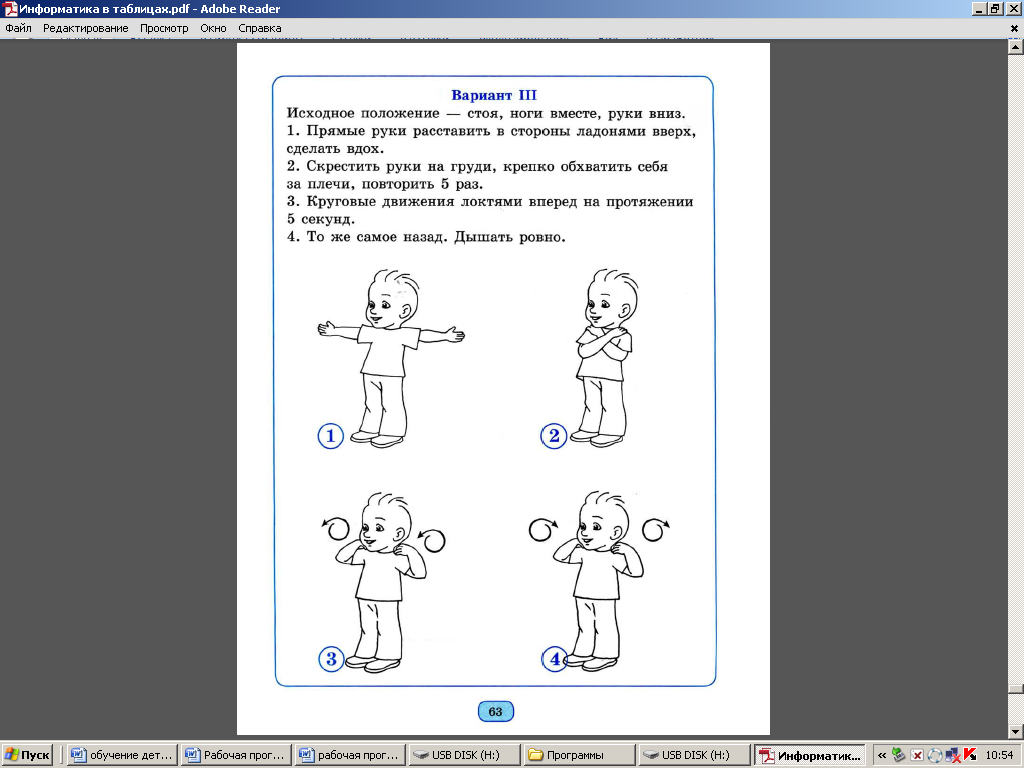 Информатика в таблицах.pdf - Adobe Reader
Файл Редактирование Просмотр Окно Справка
Вариант III
Исходное положение — стоя, ноги вместе, руки вниз.
1. Прямые руки расставить в стороны ладонями вверх,
сделать вдох.
2. Скрестить руки на груди, крепко обхватить себя
за плечи, повторить 5 раз.
3. Круговые движения локтями вперед на протяжении
5 секунд.
4. То же самое назад. Дышать ровно.
1 2
3 4
63
Пуск обучение дет... Рабочая прог... рабочая прог... USB DISK (H:) Программы USB DISK (H:) Информатик... « 10:54